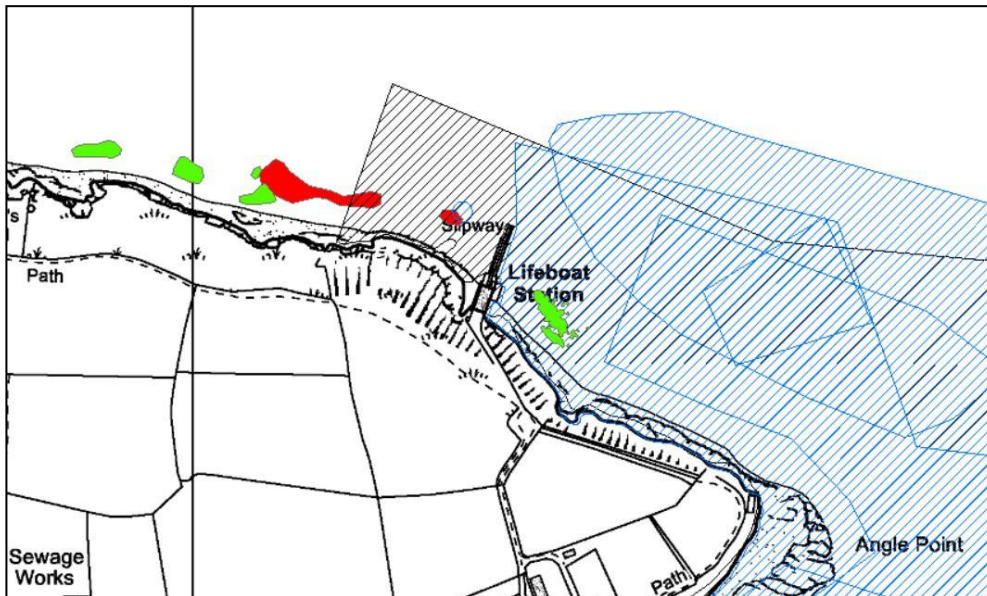 Slipway
Lifeboat
Station
's
Path
Sewage
Works
Angle Point
Path